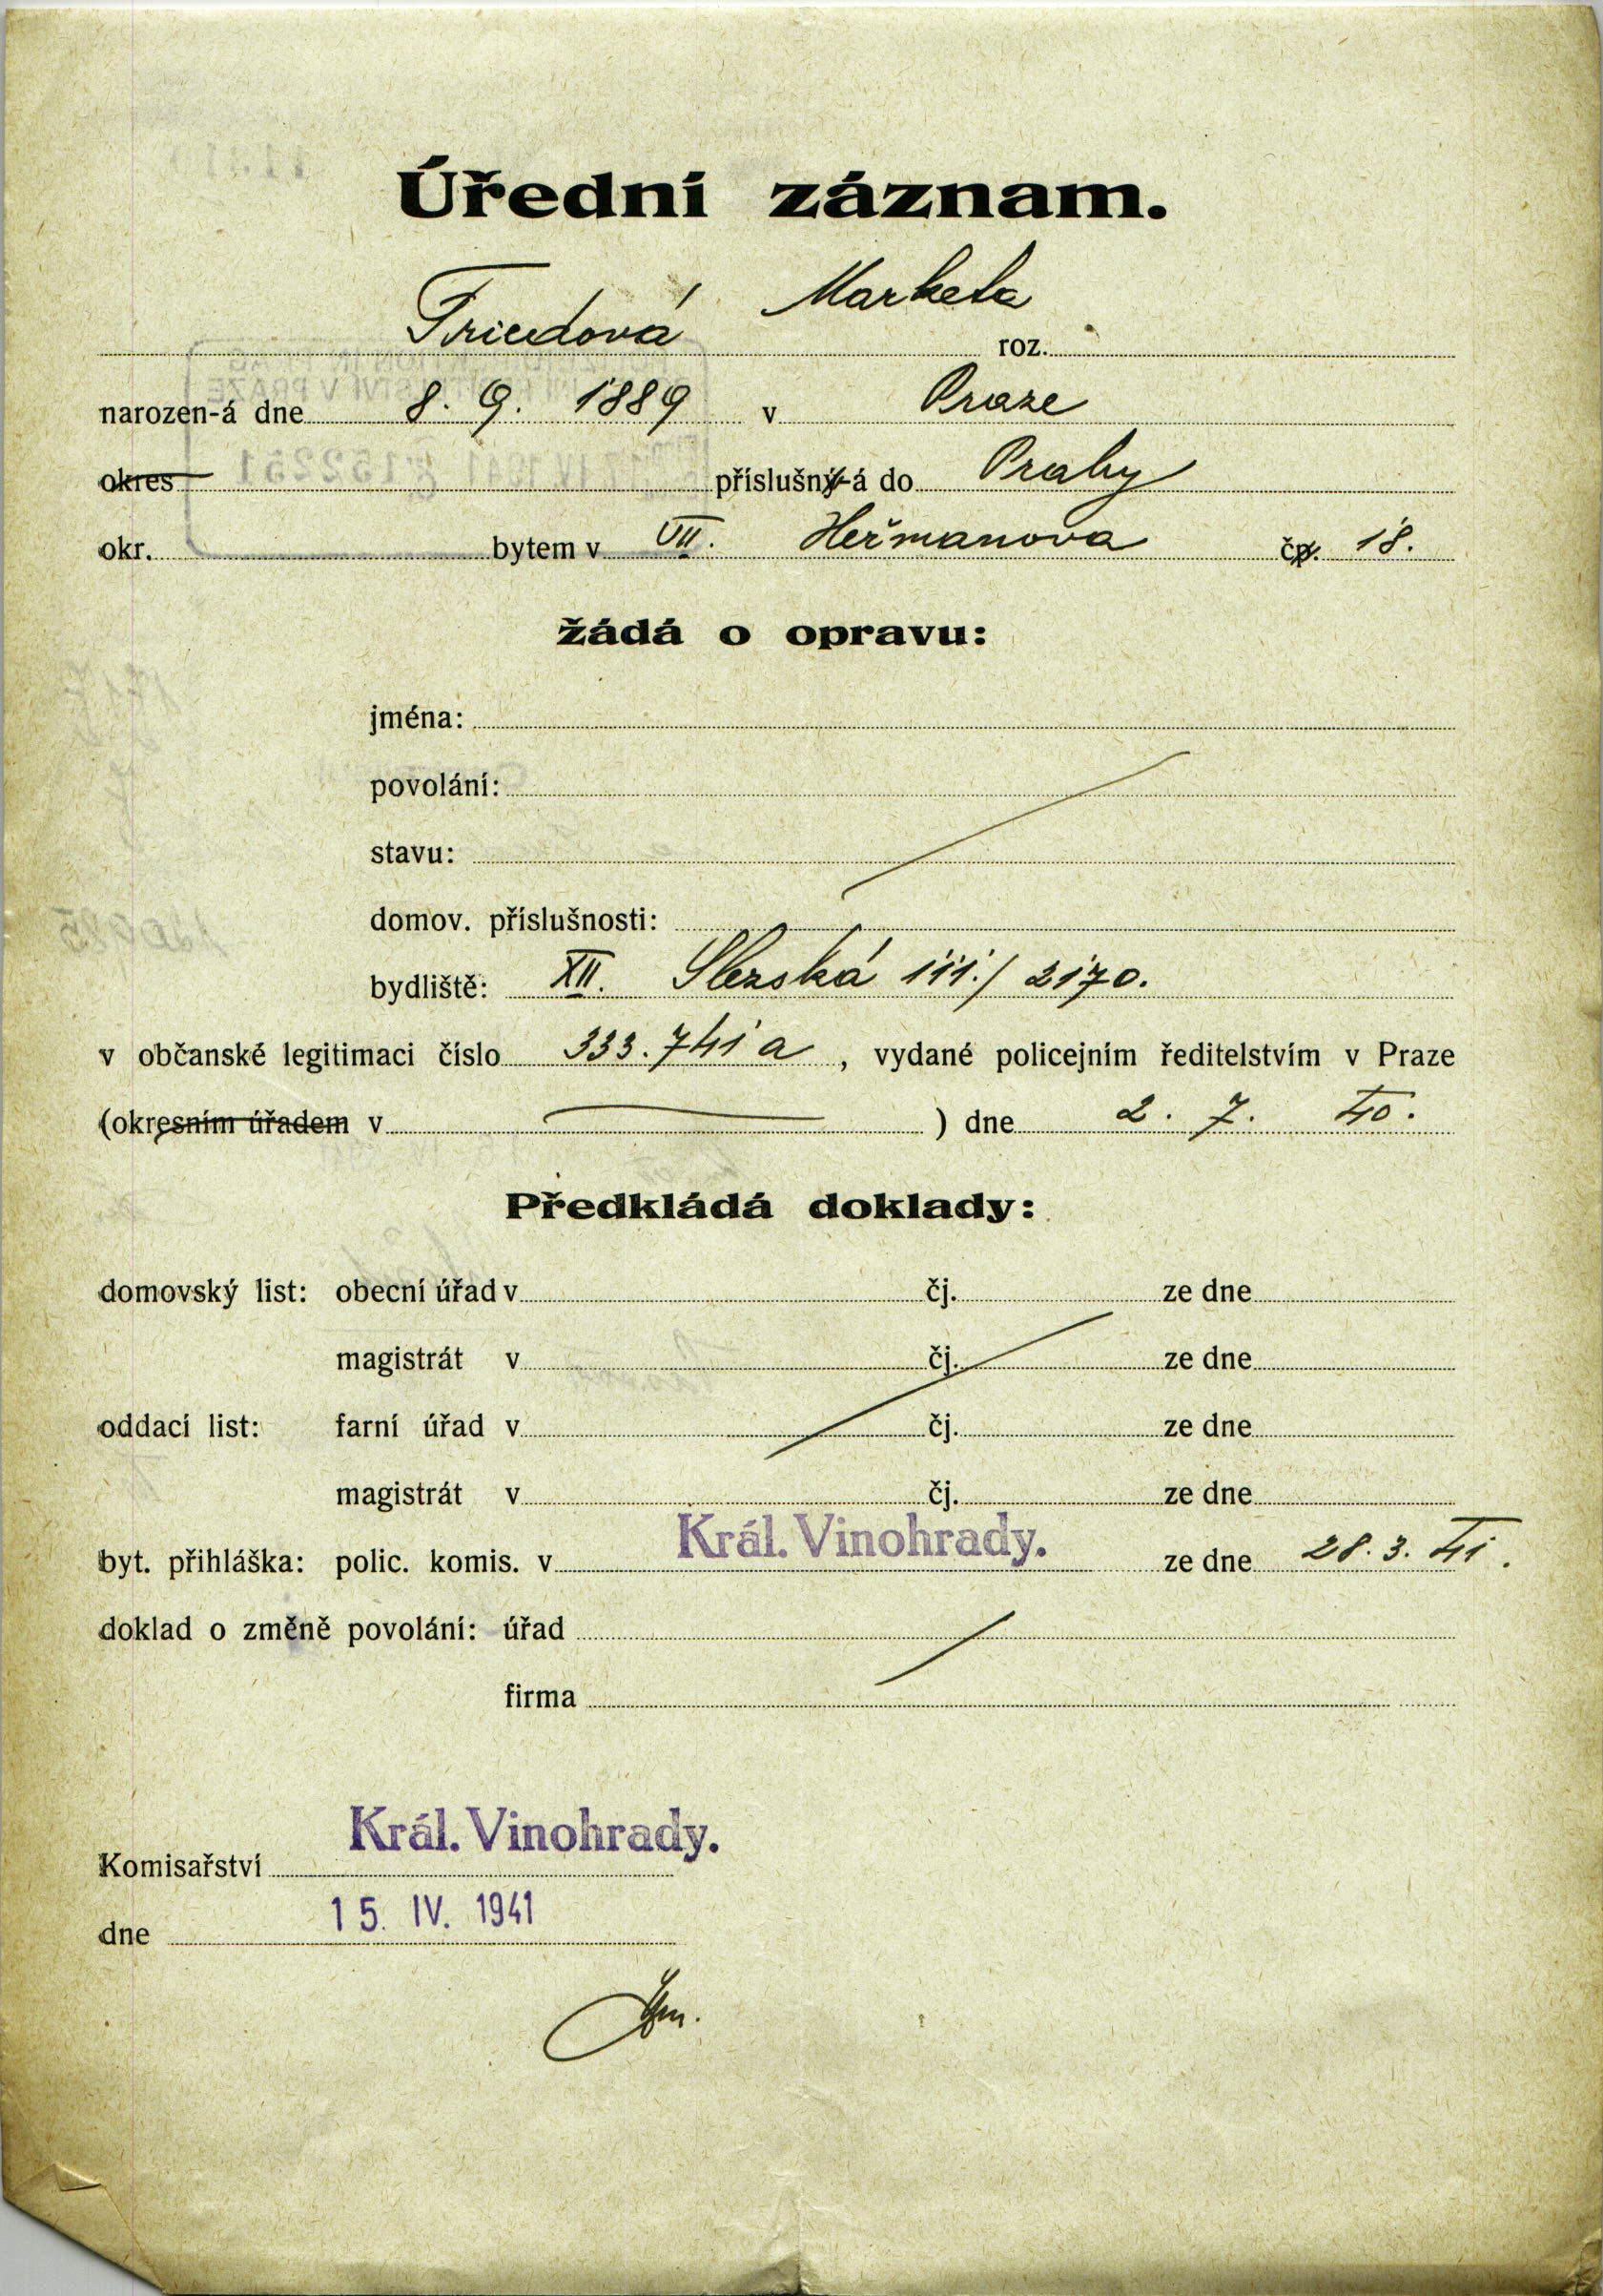 Úřední záznam.
Friedová Marketa roz.
narozen-á dne 8. 9. 1889 v Praze
okres příslušný-á do Prahy
okr. bytem v VII. Heřmanova čp. 18.
žádá o opravu:
jména:
povolání:
stavu:
domov. příslušnosti:
bydliště: XII. Slezská 111./2170.
v občanské legitimaci číslo 333.741 a, vydané policejním ředitelstvím v Praze
(okresním úřadem v ) dne 2. 7. 40.
Předkládá doklady:
domovský list: obecní úřad v čj. ze dne
magistrát v čj. ze dne
oddací list: farní úřad v čj. ze dne
magistrát v čj. ze dne
byt. přihláška: polic. komis. v Král. Vinohrady. ze dne 28. 3. 41.
doklad o změně povolání: úřad
firma
Komisařství Král. Vinohrady.
dne 15. IV. 1941